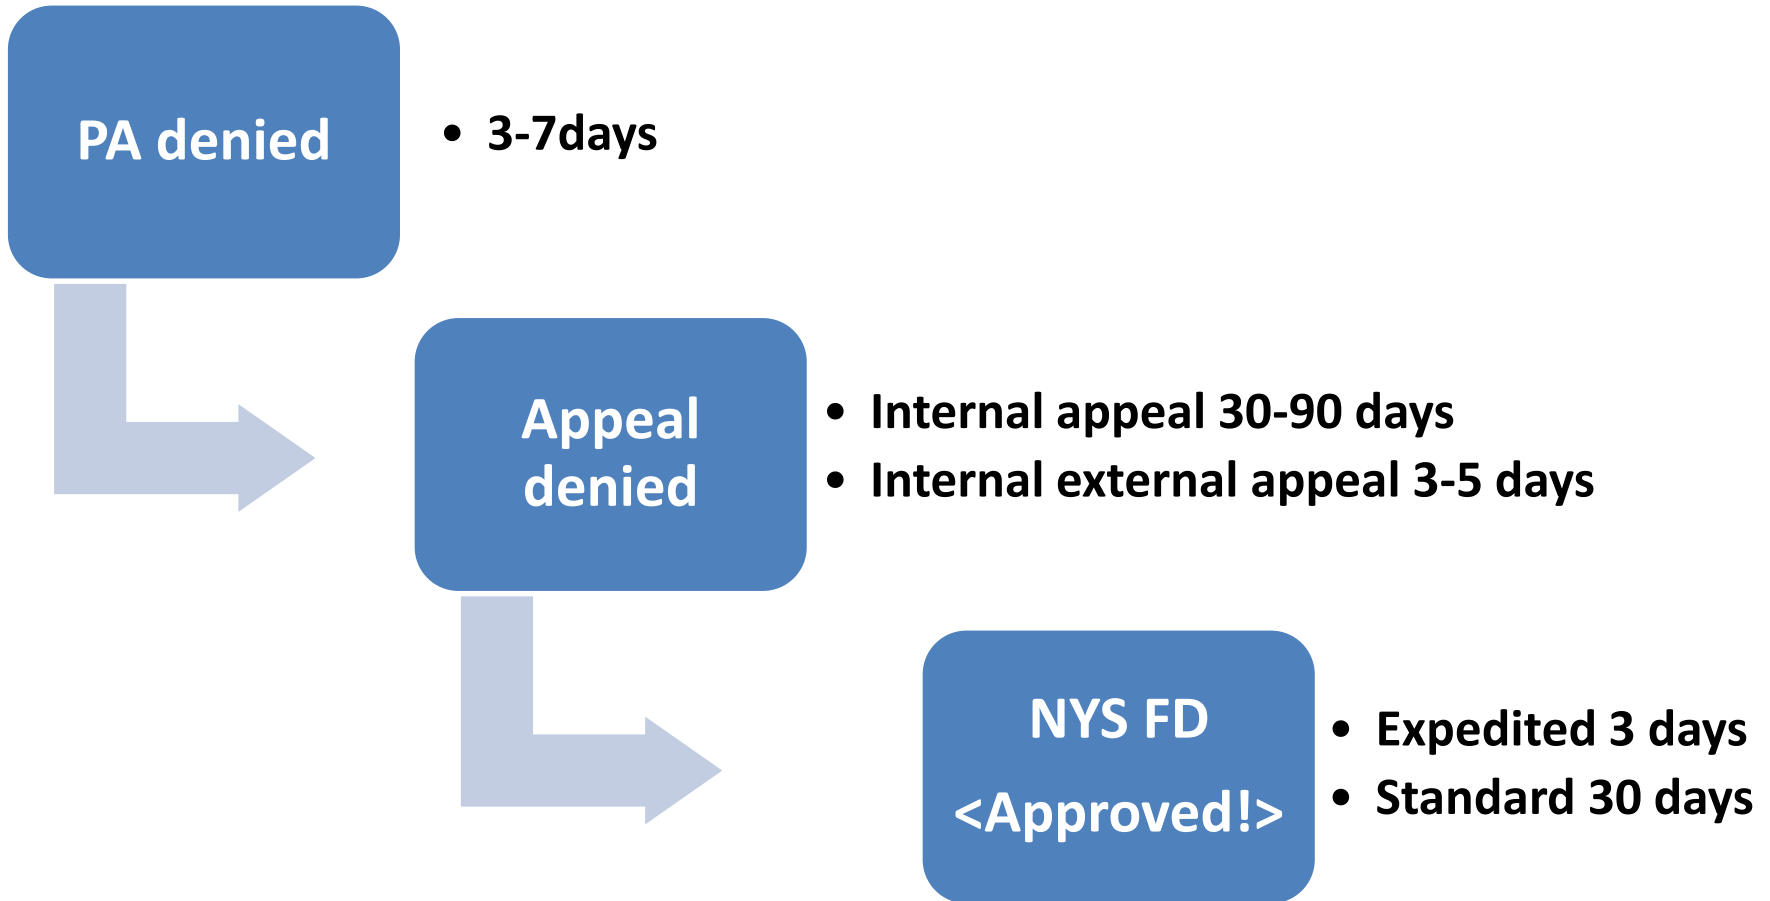 PA denied
• 3-7days
Appeal
denied
• Internal appeal 30-90 days
• Internal external appeal 3-5 days
NYS FD
<Approved!>
• Expedited 3 days
• Standard 30 days